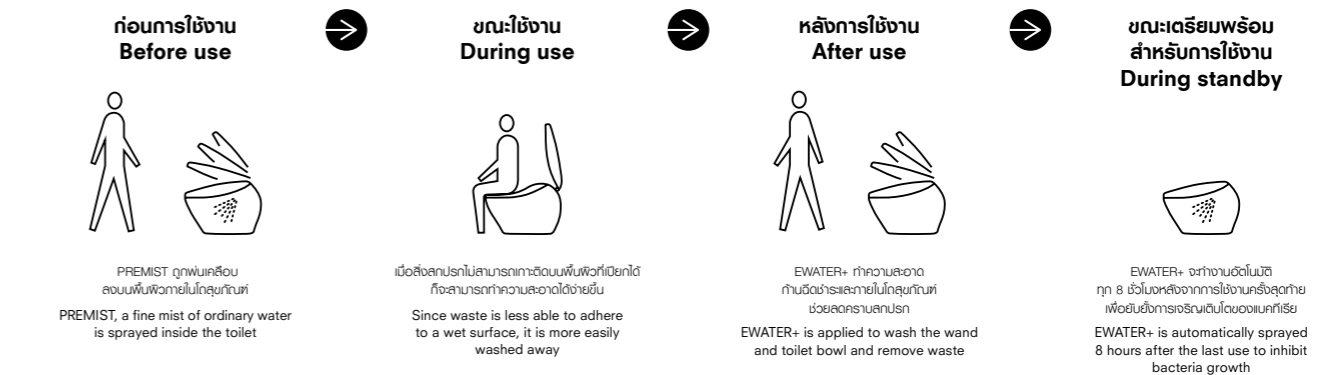 ก่อนการใช้งาน
Before use
PREMIST ถูกพ่นเคลือบ
ลงบนพื้นผิวภายในโถสุขภัณฑ์
PREMIST, a fine mist of ordinary water
is sprayed inside the toilet
ขณะใช้งาน
During use
เมื่อสิ่งสกปรกไม่สามารถเกาะติดบนพื้นผิวที่เปียกได้
ก็จะสามารถทำความสะอาดได้ง่ายขึ้น
Since waste is less able to adhere
to a wet surface, it is more easily
washed away
หลังการใช้งาน
After use
EWATER+ ทำความสะอาด
ก้านฉีดชำระและภายในโถสุขภัณฑ์
ช่วยลดคราบสกปรก
EWATER+ is applied to wash the wand
and toilet bowl and remove waste
ขณะเตรียมพร้อม
สำหรับการใช้งาน
During standby
EWATER+ จะทำงานอัตโนมัติ
ทุก 8 ชั่วโมงหลังจากการใช้งานครั้งสุดท้าย
เพื่อยับยั้งการเจริญเติบโตของแบคทีเรีย
EWATER+ is automatically sprayed
8 hours after the last use to inhibit
bacteria growth